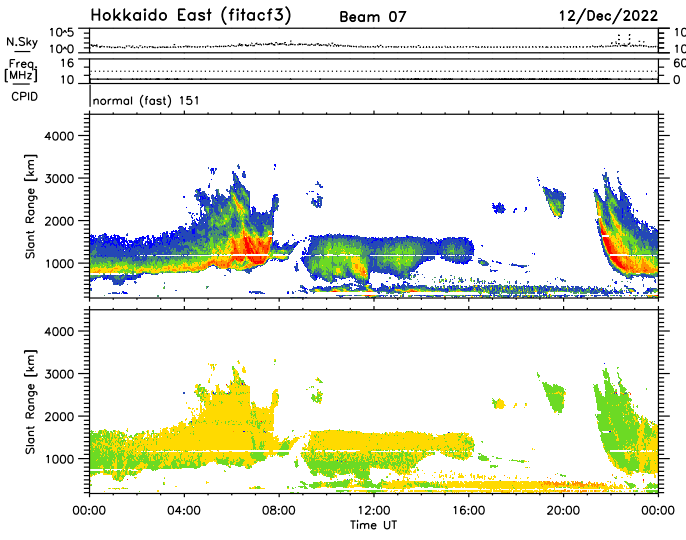 Hokkaido East (fitacf3) Beam 07 12/Dec/2022
N.Sky 10^5 10^0 10 10
Freq. [MHz] 16 10 60 0
CPID normal (fast) 151
Slant Range [km] 4000 3000 2000 1000
Slant Range [km] 4000 3000 2000 1000
00:00 04:00 08:00 12:00 16:00 20:00 00:00
Time UT